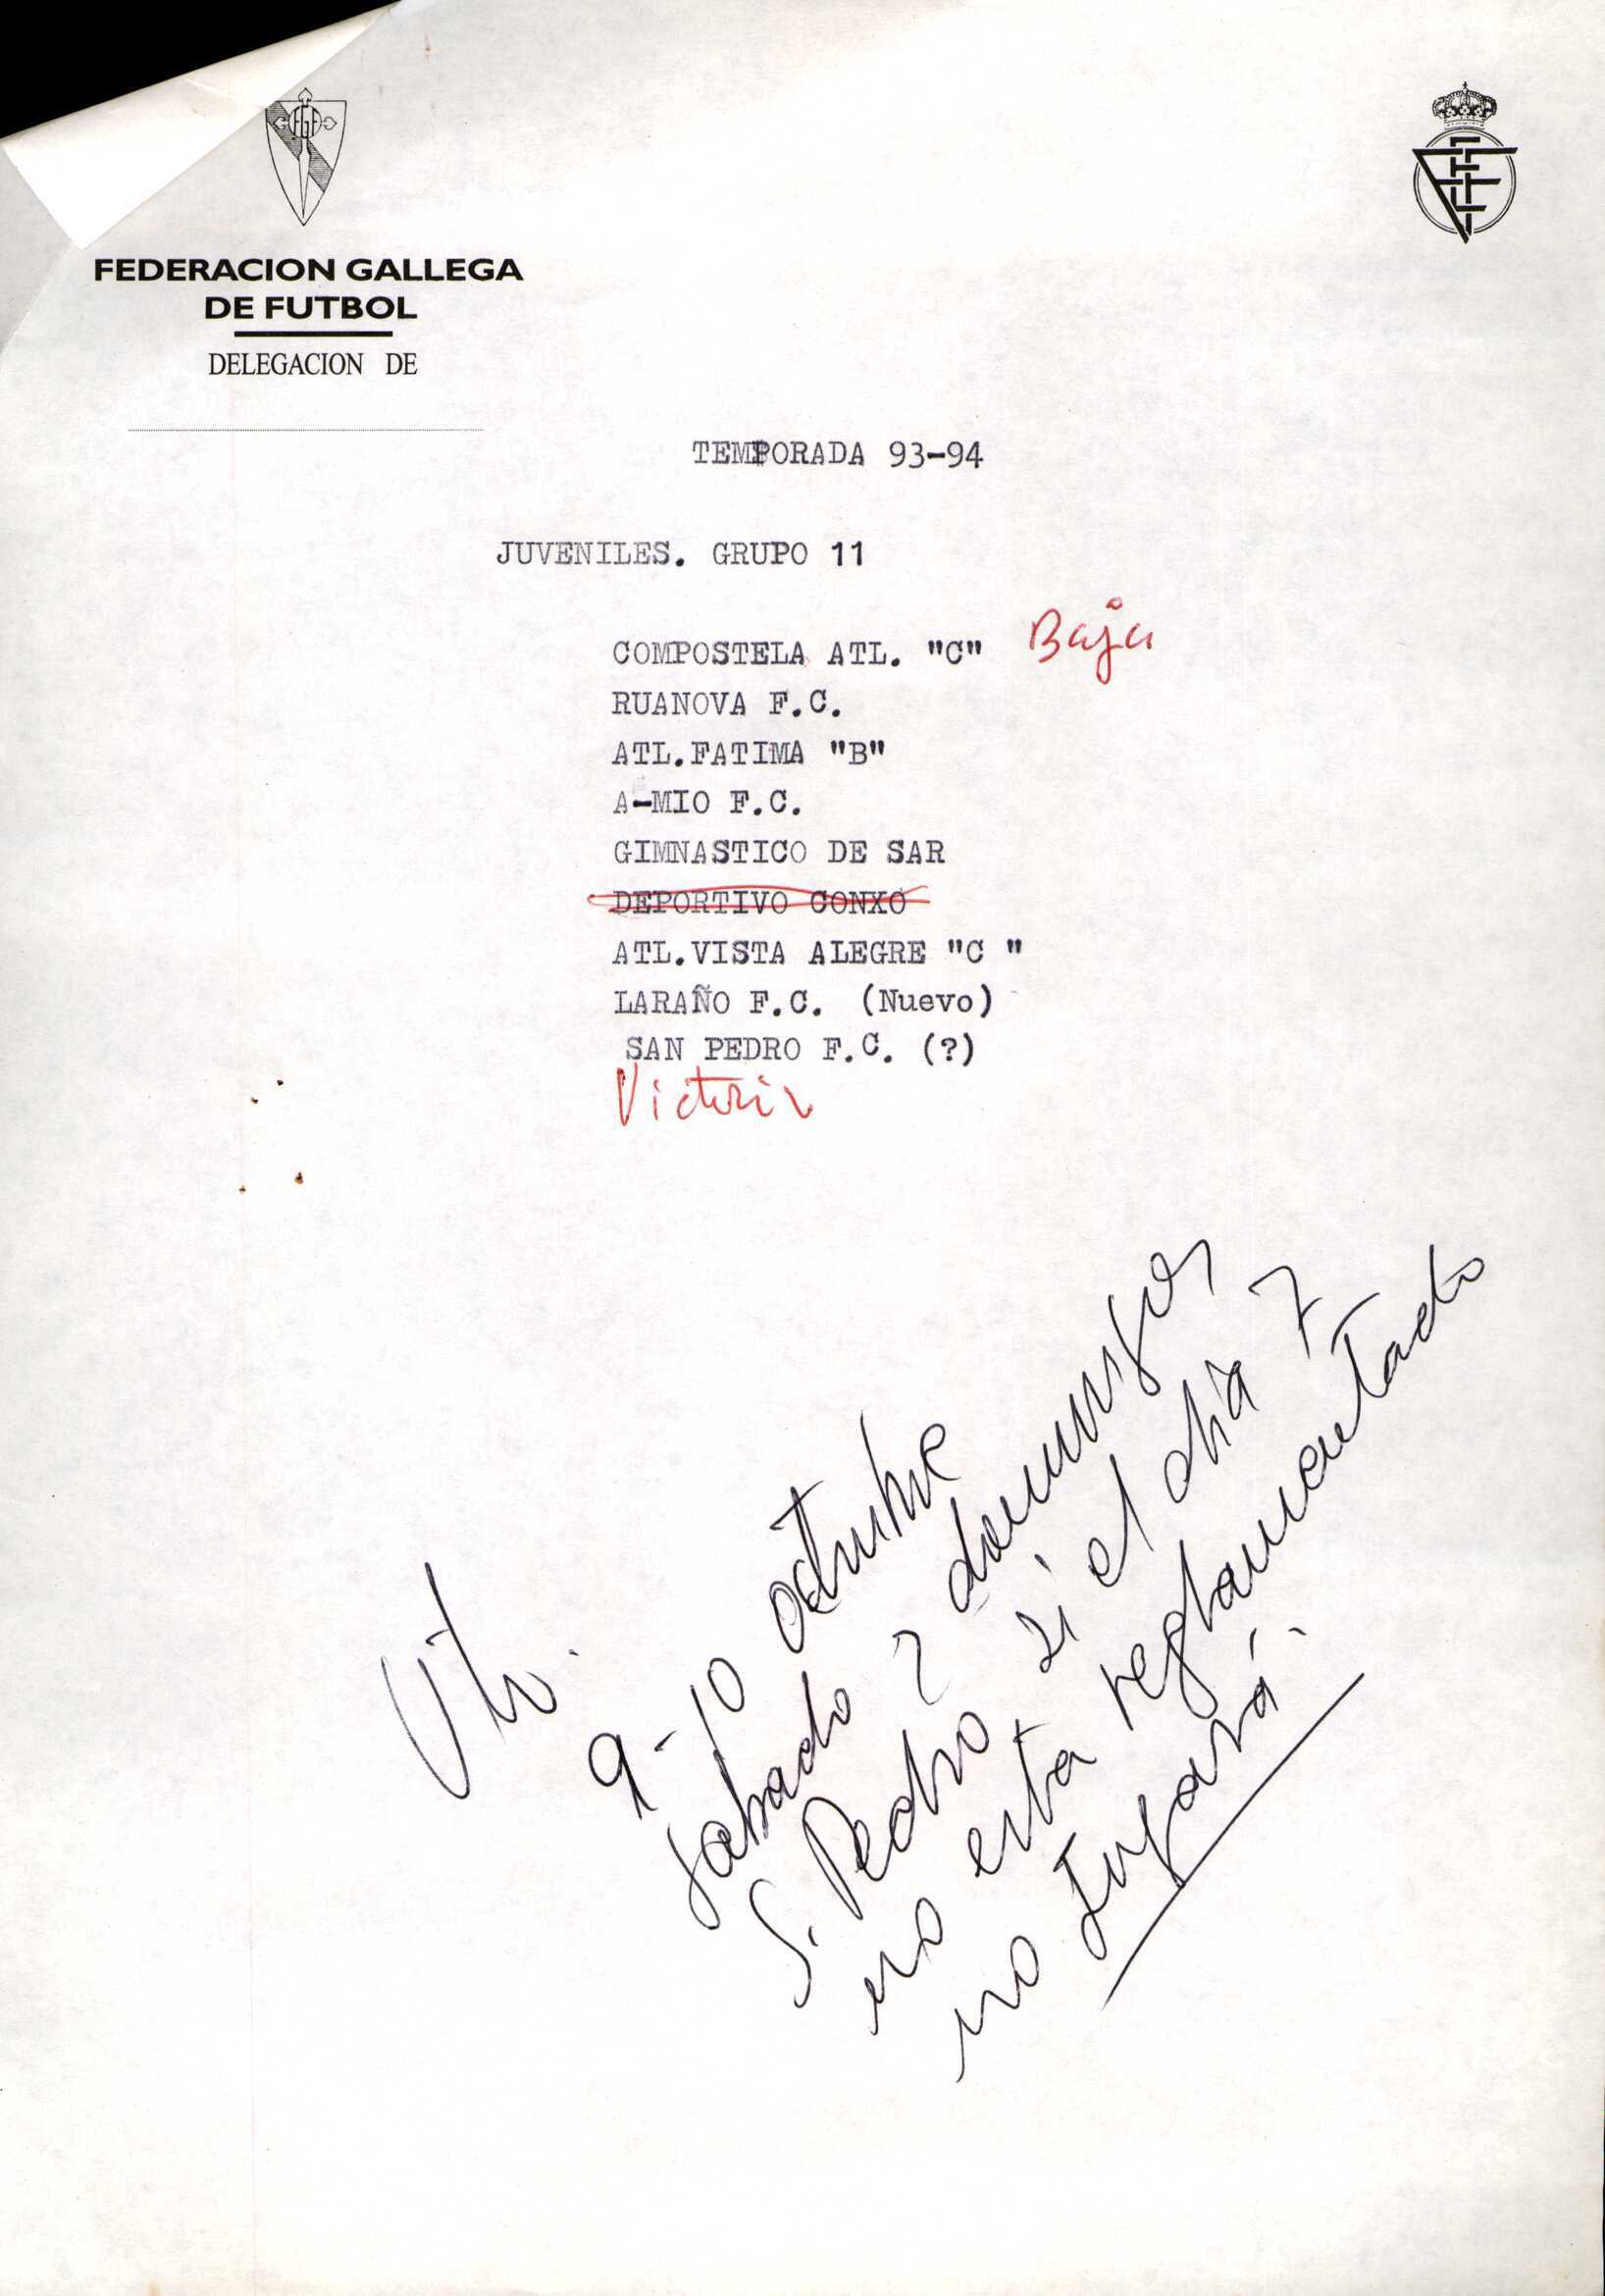 FGF
FEDERACION GALLEGA
DE FUTBOL
DELEGACION DE
TEMPORADA 93-94
JUVENILES. GRUPO 11
COMPOSTELA ATL. "C" Baja
RUANOVA F.C.
ATL.FATIMA "B"
A-MIO F.C.
GIMNASTICO DE SAR
DEPORTIVO CONXO
ATL.VISTA ALEGRE "C "
LARAÑO F.C. (Nuevo)
SAN PEDRO F.C. (?)
Victoria
9-10 octubre
sabado y domingos
S. Pedro si el dia 7
no esta reglamentado
no Jugará.